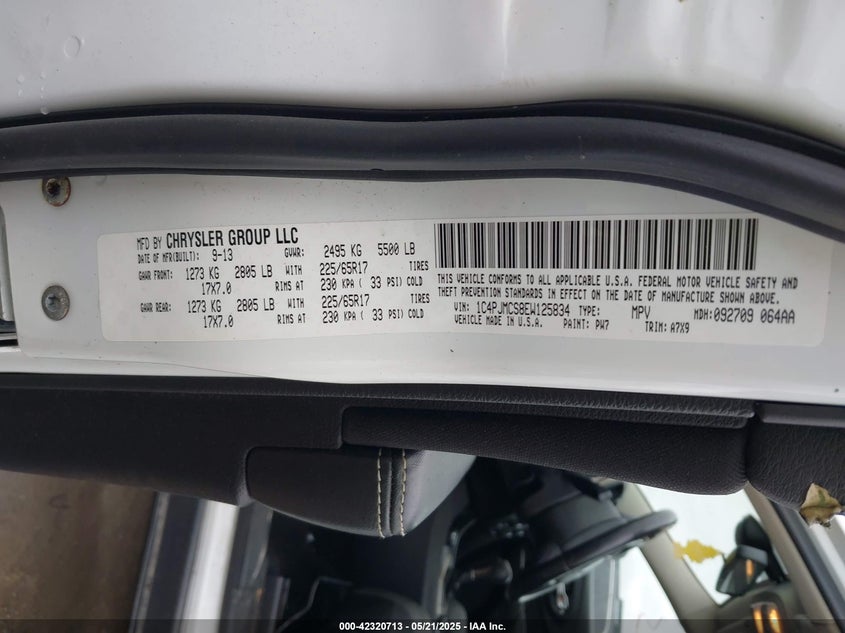 MFD BY CHRYSLER GROUP LLC
DATE OF MFR(BUILT): 9-13 GVWR: 2495 KG 5500 LB
GAWR FRONT: 1273 KG 2805 LB WITH 225/65R17 TIRES
17X7.0 RIMS AT 230 KPA ( 33 PSI) COLD
GAWR REAR: 1273 KG 2805 LB WITH 225/65R17 TIRES
17X7.0 RIMS AT 230 KPA ( 33 PSI) COLD
THIS VEHICLE CONFORMS TO ALL APPLICABLE U.S.A. FEDERAL MOTOR VEHICLE SAFETY AND
THEFT PREVENTION STANDARDS IN EFFECT ON THE DATE OF MANUFACTURE SHOWN ABOVE.
VIN: 1C4PJMCS8EW125834 TYPE: MPV MDH: 092709 064AA
VEHICLE MADE IN U.S.A. PAINT: PW7 TRIM: A7X9
000-42320713 - 05/21/2025 - IAA Inc.